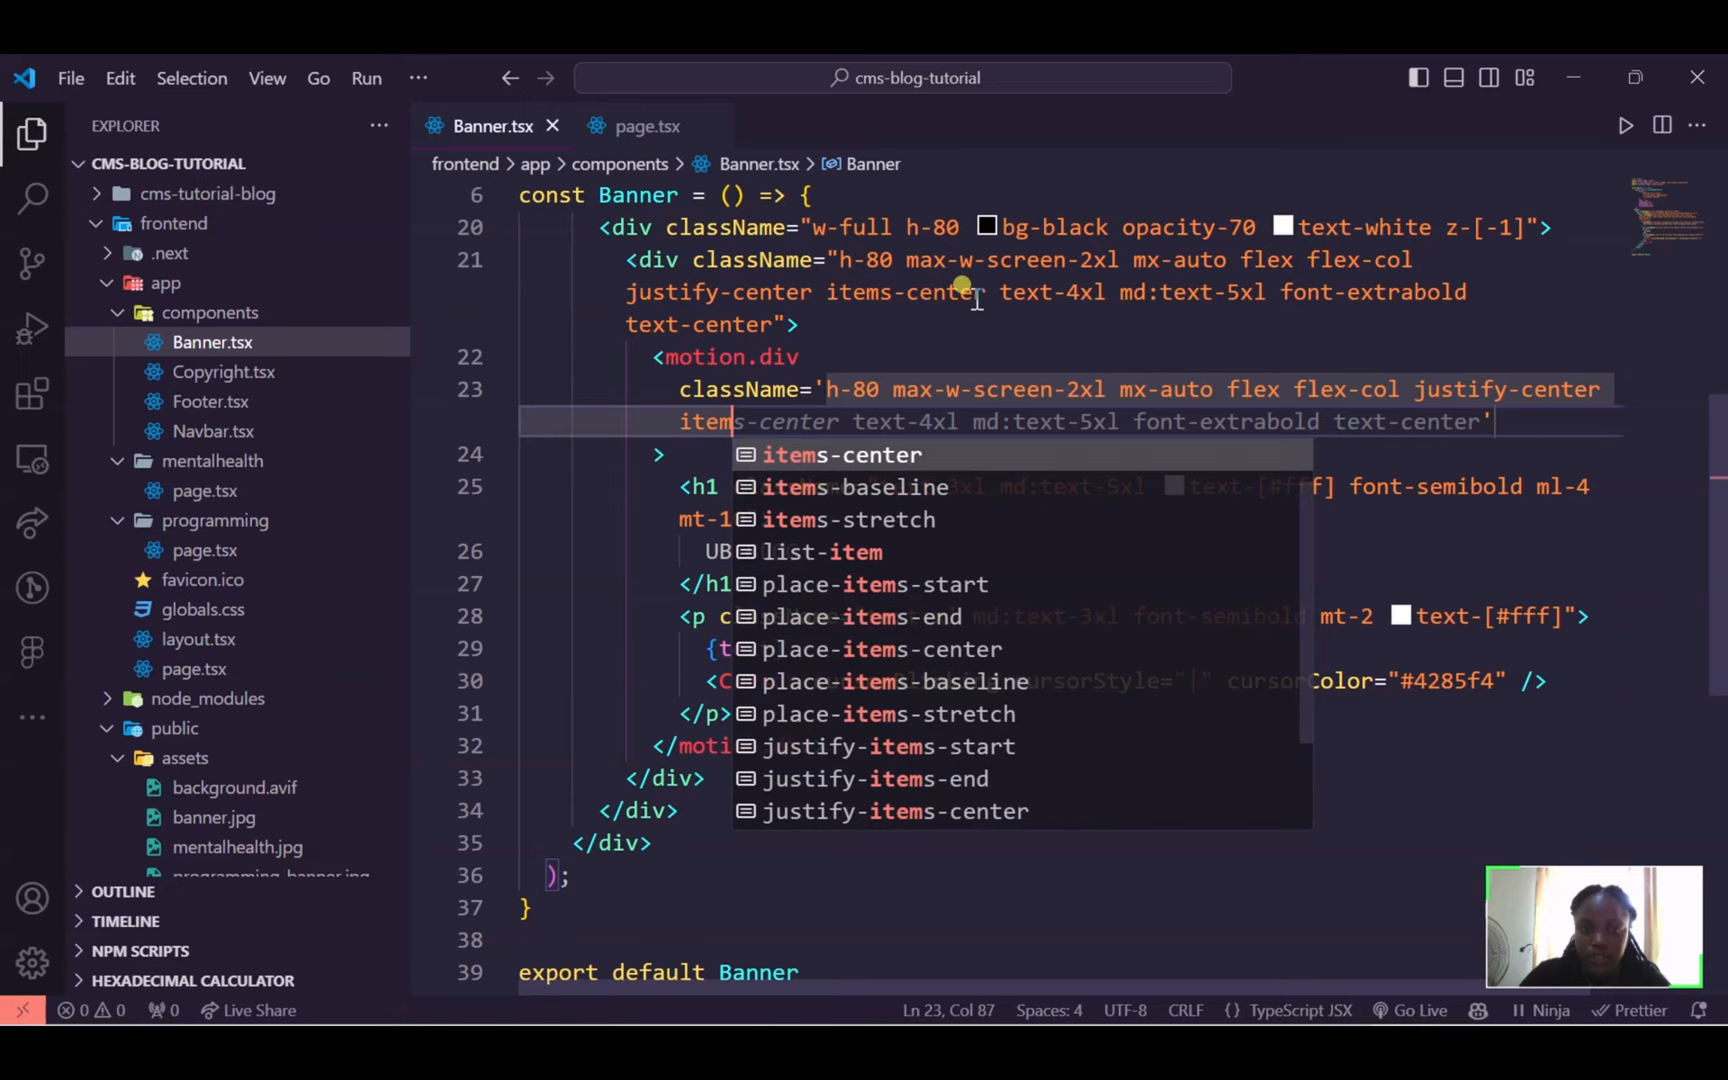 File Edit Selection View Go Run ··· cms-blog-tutorial
EXPLORER ···
CMS-BLOG-TUTORIAL
cms-tutorial-blog
frontend
.next
app
components
Banner.tsx
Copyright.tsx
Footer.tsx
Navbar.tsx
mentalhealth
page.tsx
programming
page.tsx
favicon.ico
globals.css
layout.tsx
page.tsx
node_modules
public
assets
background.avif
banner.jpg
mentalhealth.jpg
programming-banner.jpg
OUTLINE
TIMELINE
NPM SCRIPTS
HEXADECIMAL CALCULATOR
Banner.tsx page.tsx
frontend > app > components > Banner.tsx > Banner
6 const Banner = () => {
20 <div className="w-full h-80 bg-black opacity-70 text-white z-[-1]">
21 <div className="h-80 max-w-screen-2xl mx-auto flex flex-col
justify-center items-center text-4xl md:text-5xl font-extrabold
text-center">
22 <motion.div
23 className='h-80 max-w-screen-2xl mx-auto flex flex-col justify-center
items-center text-4xl md:text-5xl font-extrabold text-center'
24 >
25 <h1 3xl md:text-5xl text-[#fff] font-semibold ml-4
mt-1
26 UB
27 </h1
28 <p c md:text-3xl font-semibold mt-2 text-[#fff]">
29 {t
30 <C cursorStyle="|" cursorColor="#4285f4" />
31 </p>
32 </moti
33 </div>
34 </div>
35 </div>
36 );
37 }
38
39 export default Banner
items-center
items-baseline
items-stretch
list-item
place-items-start
place-items-end
place-items-center
place-items-baseline
place-items-stretch
justify-items-start
justify-items-end
justify-items-center
0 0 0 Live Share Ln 23, Col 87 Spaces: 4 UTF-8 CRLF {} TypeScript JSX Go Live Ninja Prettier